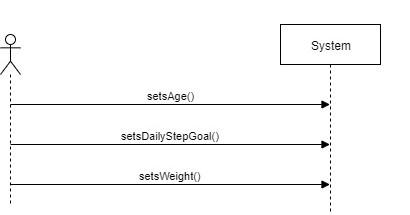 System
setsAge()
setsDailyStepGoal()
setsWeight()